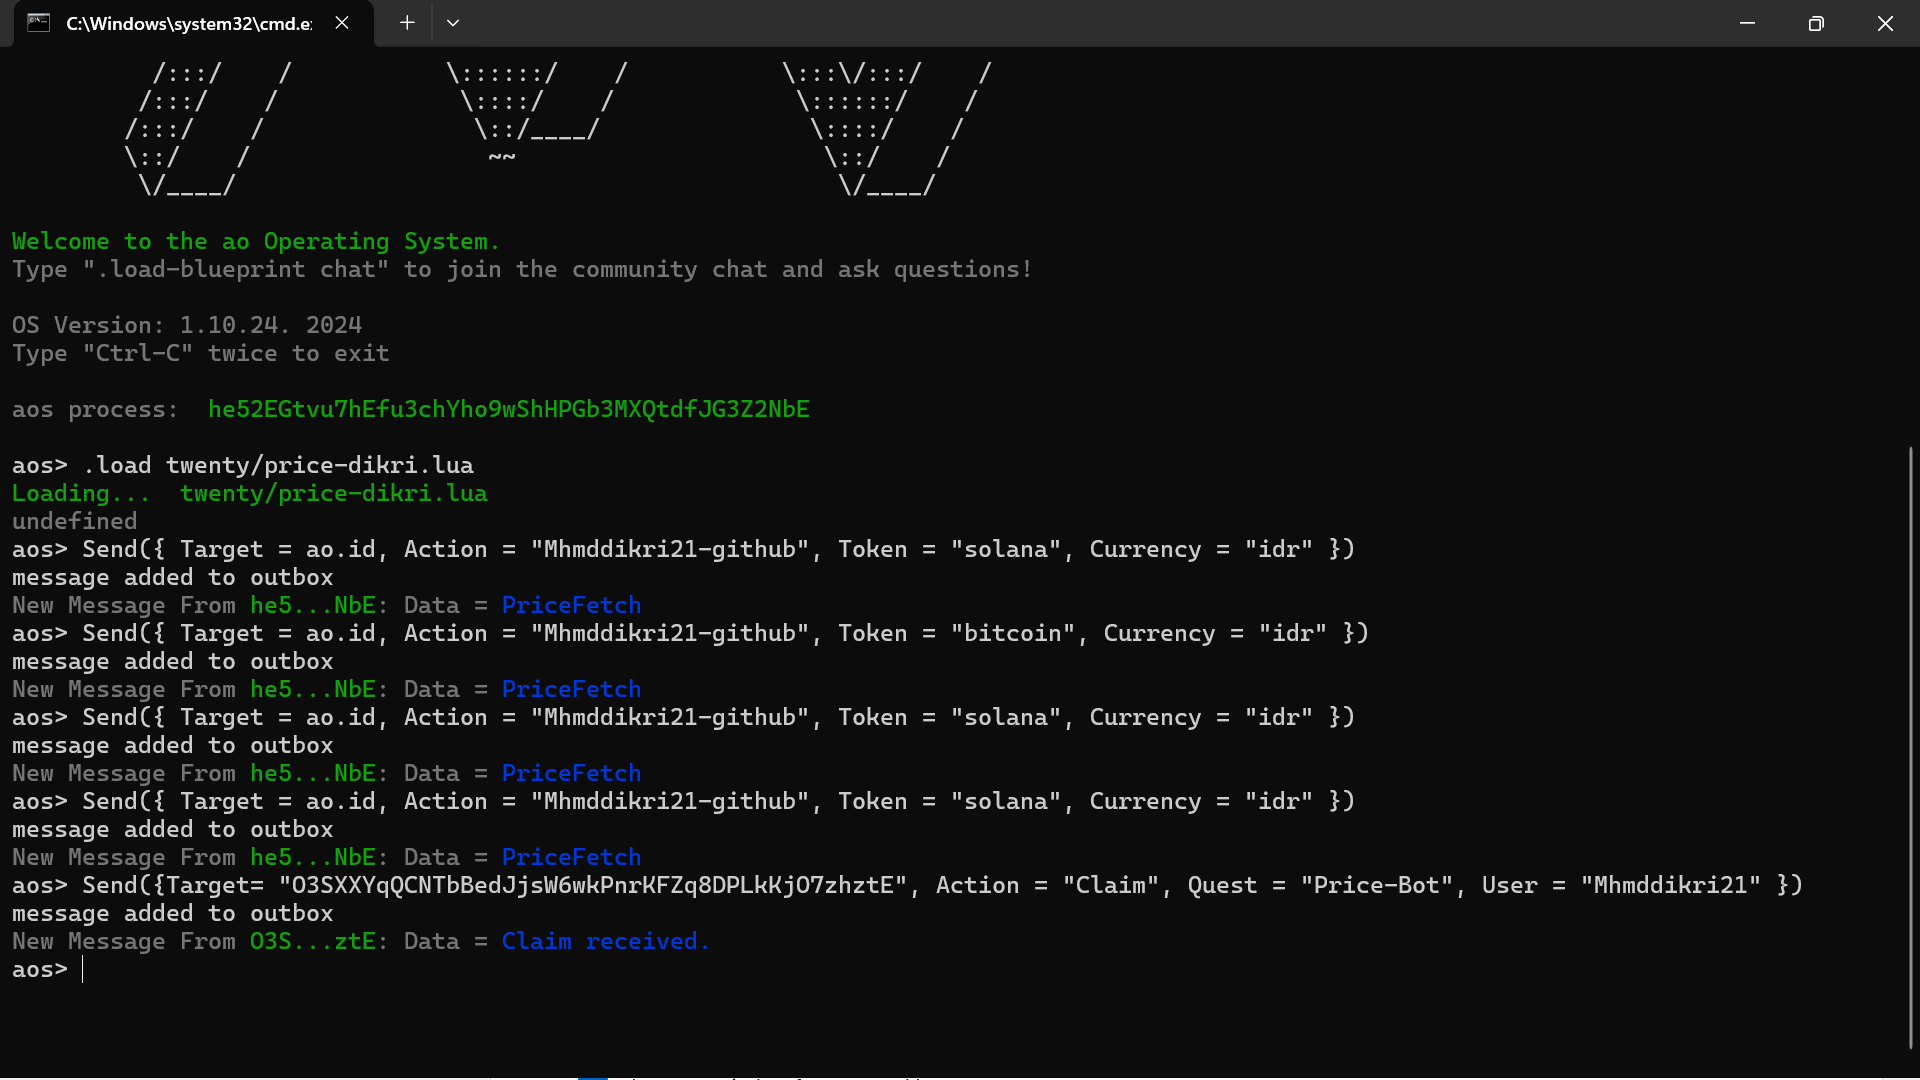 C:\Windows\system32\cmd.e
Welcome to the ao Operating System.
Type ".load-blueprint chat" to join the community chat and ask questions!
OS Version: 1.10.24. 2024
Type "Ctrl-C" twice to exit
aos process:  he52EGtvu7hEfu3chYho9wShHPGb3MXQtdfJG3Z2NbE
aos> .load twenty/price-dikri.lua
Loading...  twenty/price-dikri.lua
undefined
aos> Send({ Target = ao.id, Action = "Mhmddikri21-github", Token = "solana", Currency = "idr" })
message added to outbox
New Message From he5...NbE: Data = PriceFetch
aos> Send({ Target = ao.id, Action = "Mhmddikri21-github", Token = "bitcoin", Currency = "idr" })
message added to outbox
New Message From he5...NbE: Data = PriceFetch
aos> Send({ Target = ao.id, Action = "Mhmddikri21-github", Token = "solana", Currency = "idr" })
message added to outbox
New Message From he5...NbE: Data = PriceFetch
aos> Send({ Target = ao.id, Action = "Mhmddikri21-github", Token = "solana", Currency = "idr" })
message added to outbox
New Message From he5...NbE: Data = PriceFetch
aos> Send({Target= "O3SXXYqQCNTbBedJjsW6wkPnrKFZq8DPLkKjO7zhztE", Action = "Claim", Quest = "Price-Bot", User = "Mhmddikri21" })
message added to outbox
New Message From O3S...ztE: Data = Claim received.
aos>